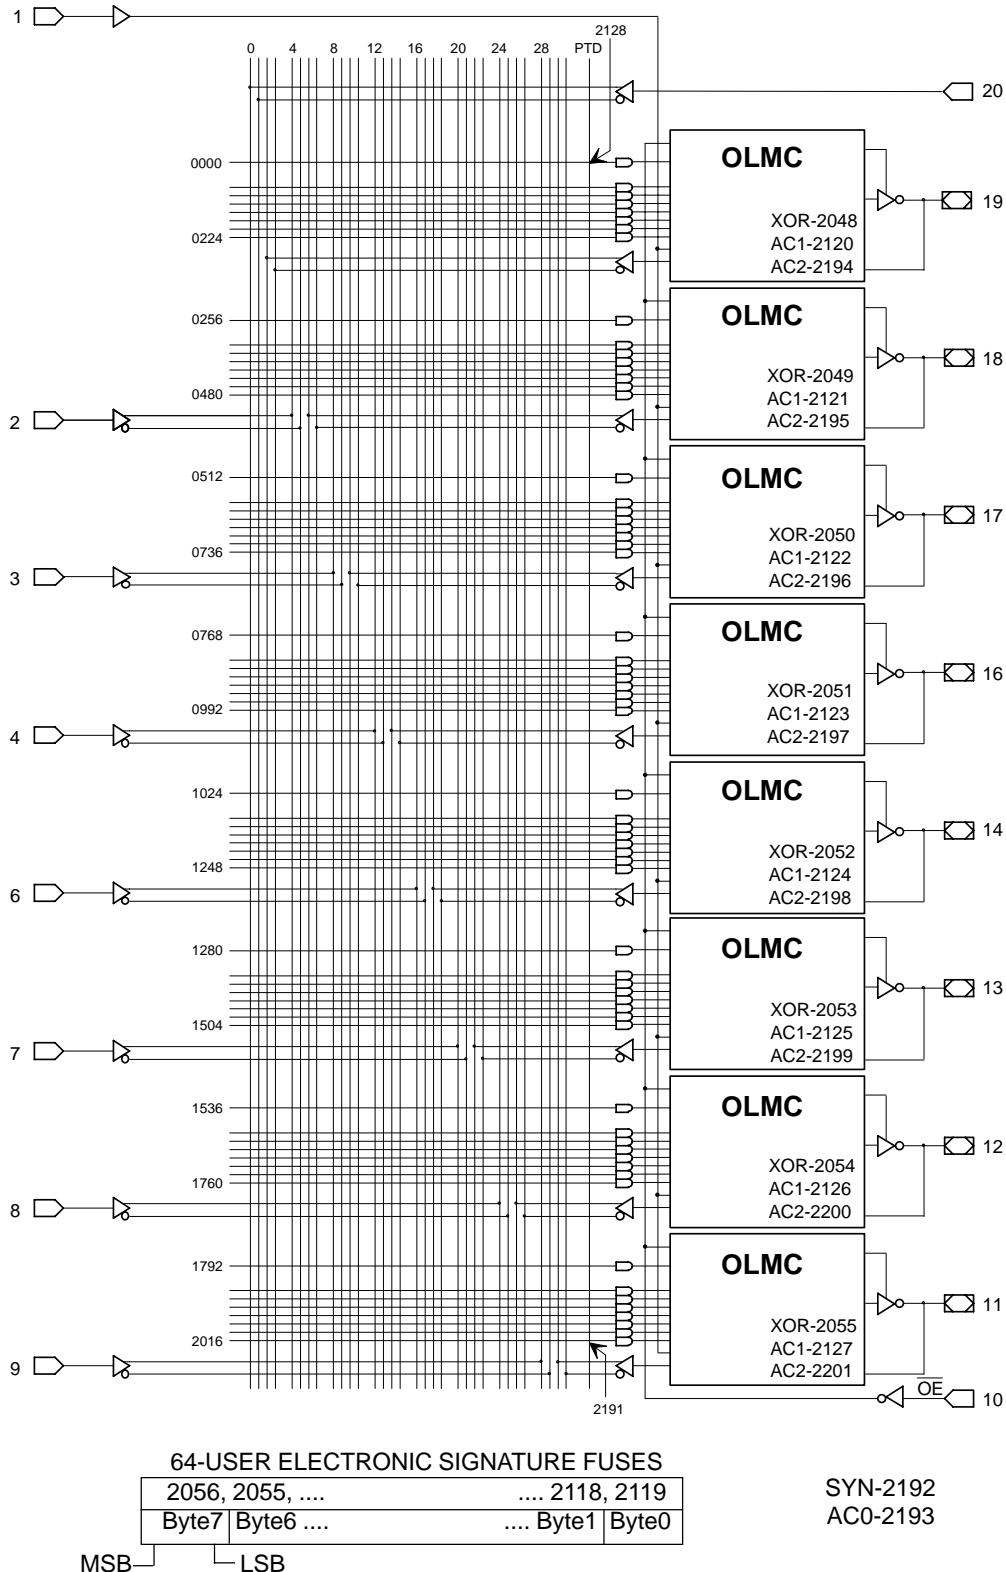 1
2128
0 4 8 12 16 20 24 28 PTD
20
0000
OLMC
19
XOR-2048
0224
AC1-2120
AC2-2194
0256
OLMC
18
XOR-2049
0480
AC1-2121
2
AC2-2195
0512
OLMC
17
XOR-2050
0736
AC1-2122
3
AC2-2196
0768
OLMC
16
XOR-2051
0992
AC1-2123
4
AC2-2197
1024
OLMC
14
XOR-2052
1248
AC1-2124
6
AC2-2198
1280
OLMC
13
XOR-2053
1504
AC1-2125
7
AC2-2199
1536
OLMC
12
XOR-2054
1760
AC1-2126
8
AC2-2200
1792
OLMC
11
XOR-2055
2016
AC1-2127
9
AC2-2201
OE
10
2191
64-USER ELECTRONIC SIGNATURE FUSES
2056, 2055, .... .... 2118, 2119
Byte7 Byte6 .... .... Byte1 Byte0
MSB LSB
SYN-2192
AC0-2193